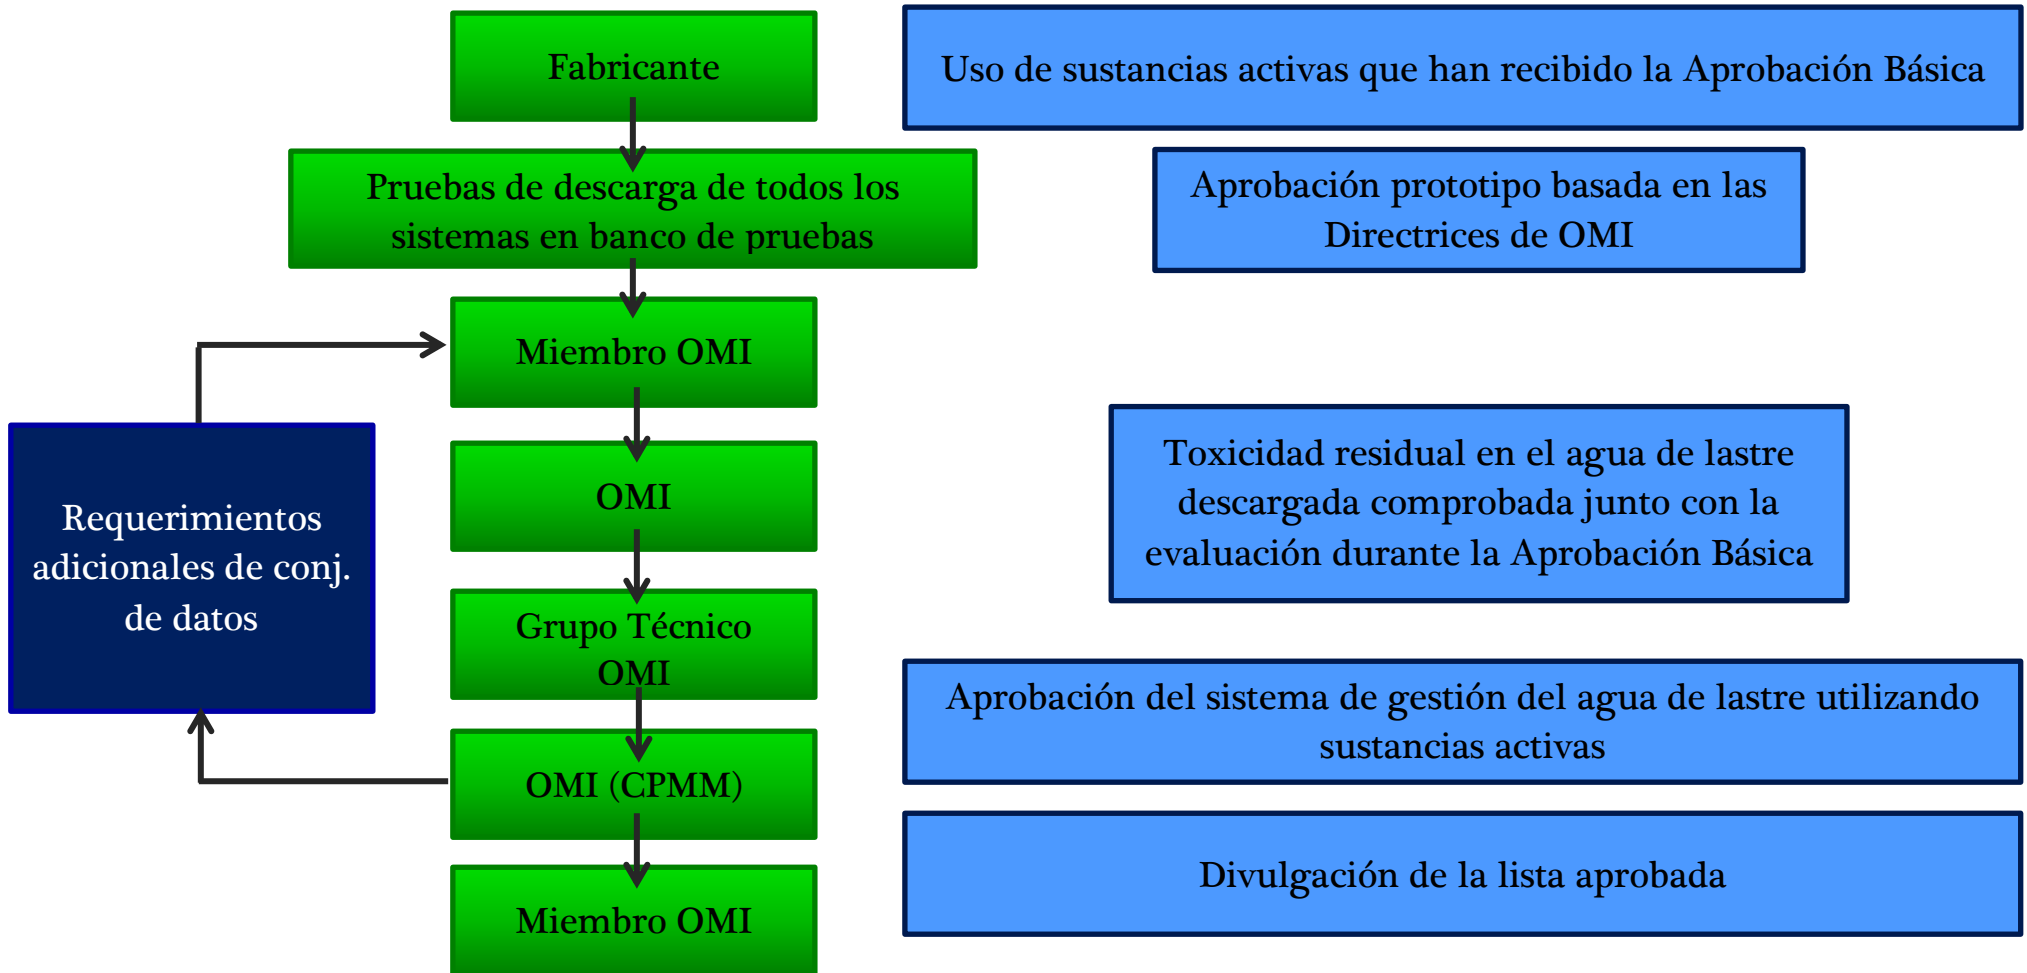 Fabricante
Uso de sustancias activas que han recibido la Aprobación Básica
Pruebas de descarga de todos los
sistemas en banco de pruebas
Aprobación prototipo basada en las
Directrices de OMI
Miembro OMI
OMI
Toxicidad residual en el agua de lastre
descargada comprobada junto con la
evaluación durante la Aprobación Básica
Requerimientos
adicionales de conj.
de datos
Grupo Técnico
OMI
Aprobación del sistema de gestión del agua de lastre utilizando
sustancias activas
OMI (CPMM)
Divulgación de la lista aprobada
Miembro OMI